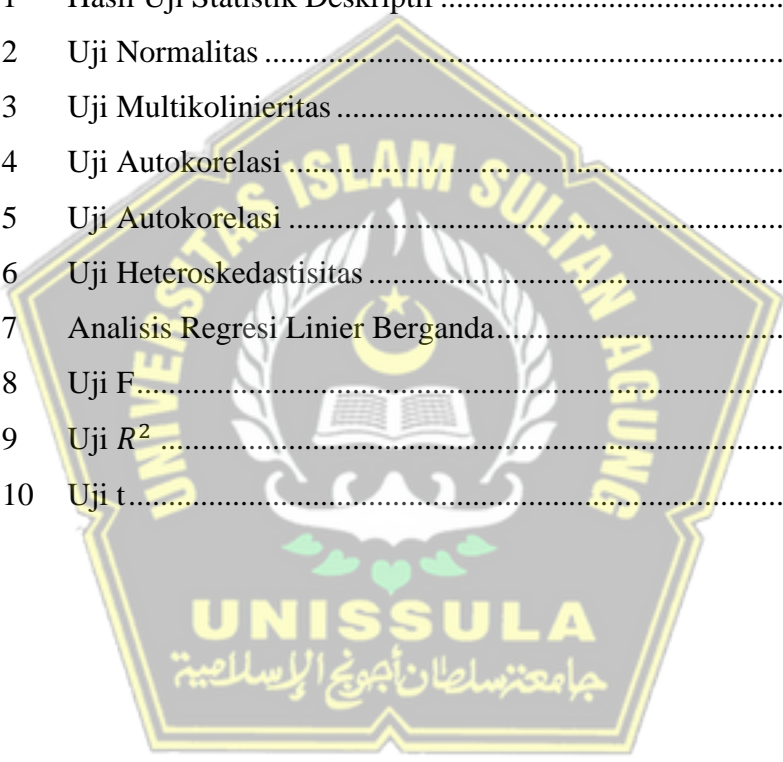 1 Hasil Uji Statistik Deskriptif ........................................................
2 Uji Normalitas ................................................................................
3 Uji Multikolinieritas .....................................................................
4 Uji Autokorelasi ............................................................................
5 Uji Autokorelasi ............................................................................
6 Uji Heteroskedastisitas ................................................................
7 Analisis Regresi Linier Berganda................................................
8 Uji F................................................................................................
9 Uji R² .............................................................................................
10 Uji t.................................................................................................
UNIVERSITAS ISLAM SULTAN AGUNG
UNISSULA
جامعتسلطان أجونج الإسلامية